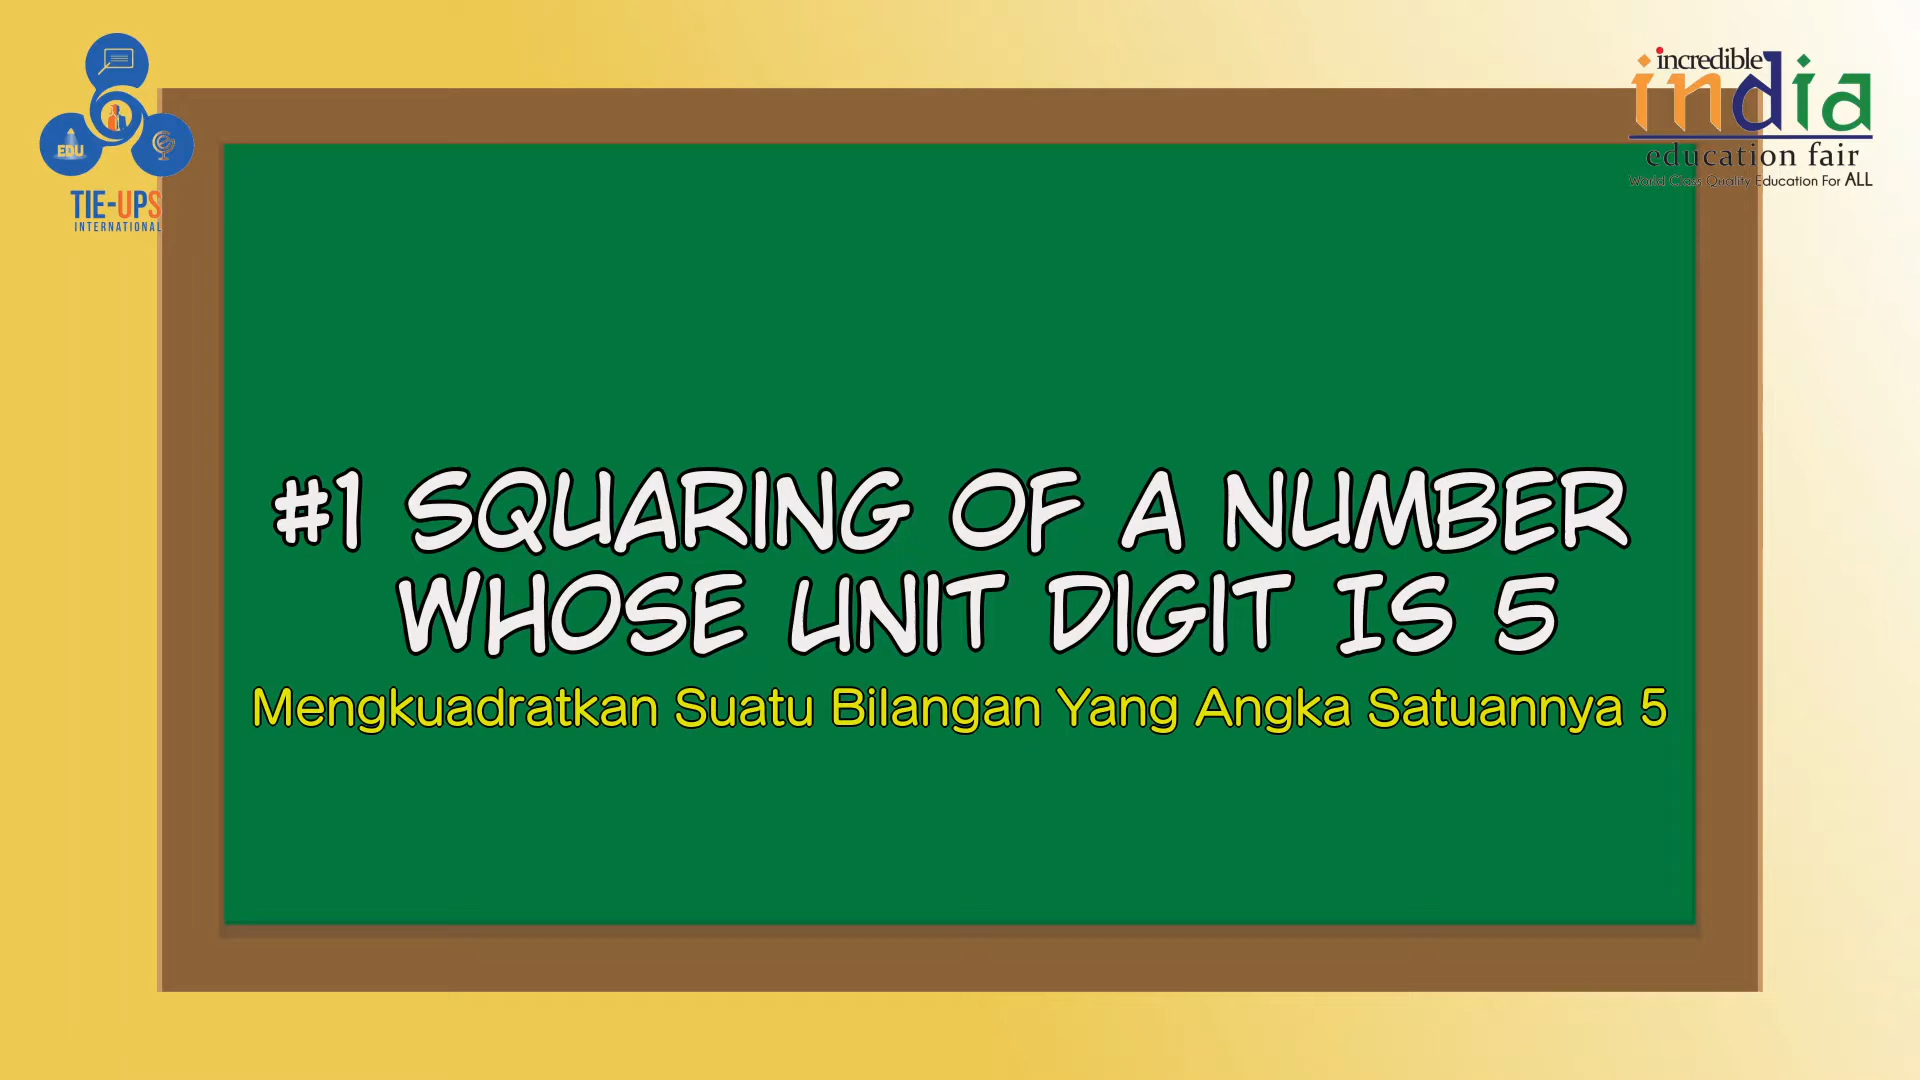 EDU
TIE-UPS
INTERNATIONAL
incredible
india
education fair
World Class Quality Education For ALL
#1 SQUARING OF A NUMBER
WHOSE UNIT DIGIT IS 5
Mengkuadratkan Suatu Bilangan Yang Angka Satuannya 5